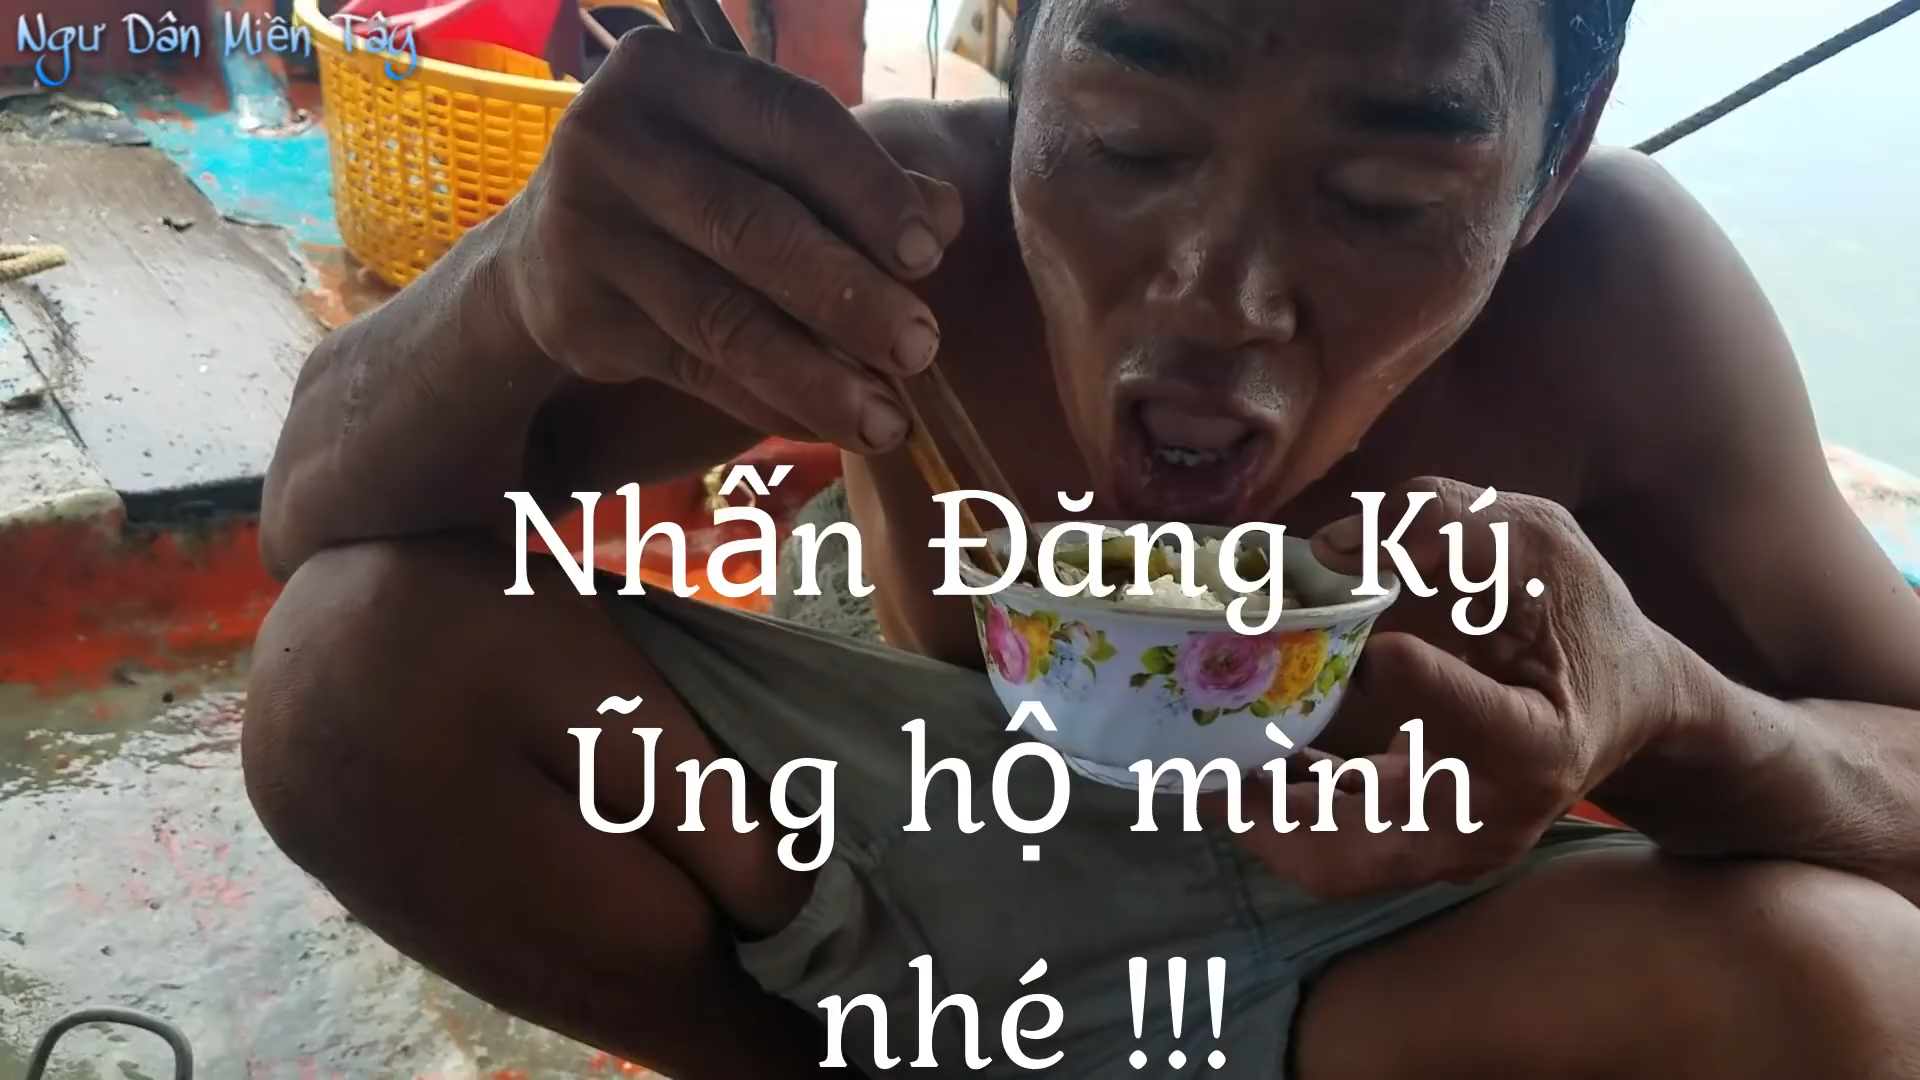 Ngư Dân Miền Tây
Nhấn Đăng Ký.
Ũng hộ mình
nhé !!!